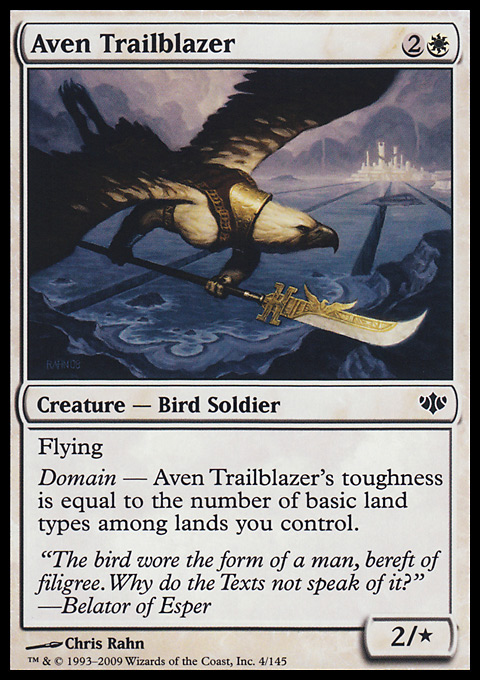 Aven Trailblazer 2
RAHN08
Creature — Bird Soldier
Flying
Domain — Aven Trailblazer's toughness
is equal to the number of basic land
types among lands you control.
"The bird wore the form of a man, bereft of
filigree. Why do the Texts not speak of it?"
—Belator of Esper
Chris Rahn
2/★
™ & © 1993–2009 Wizards of the Coast, Inc. 4/145